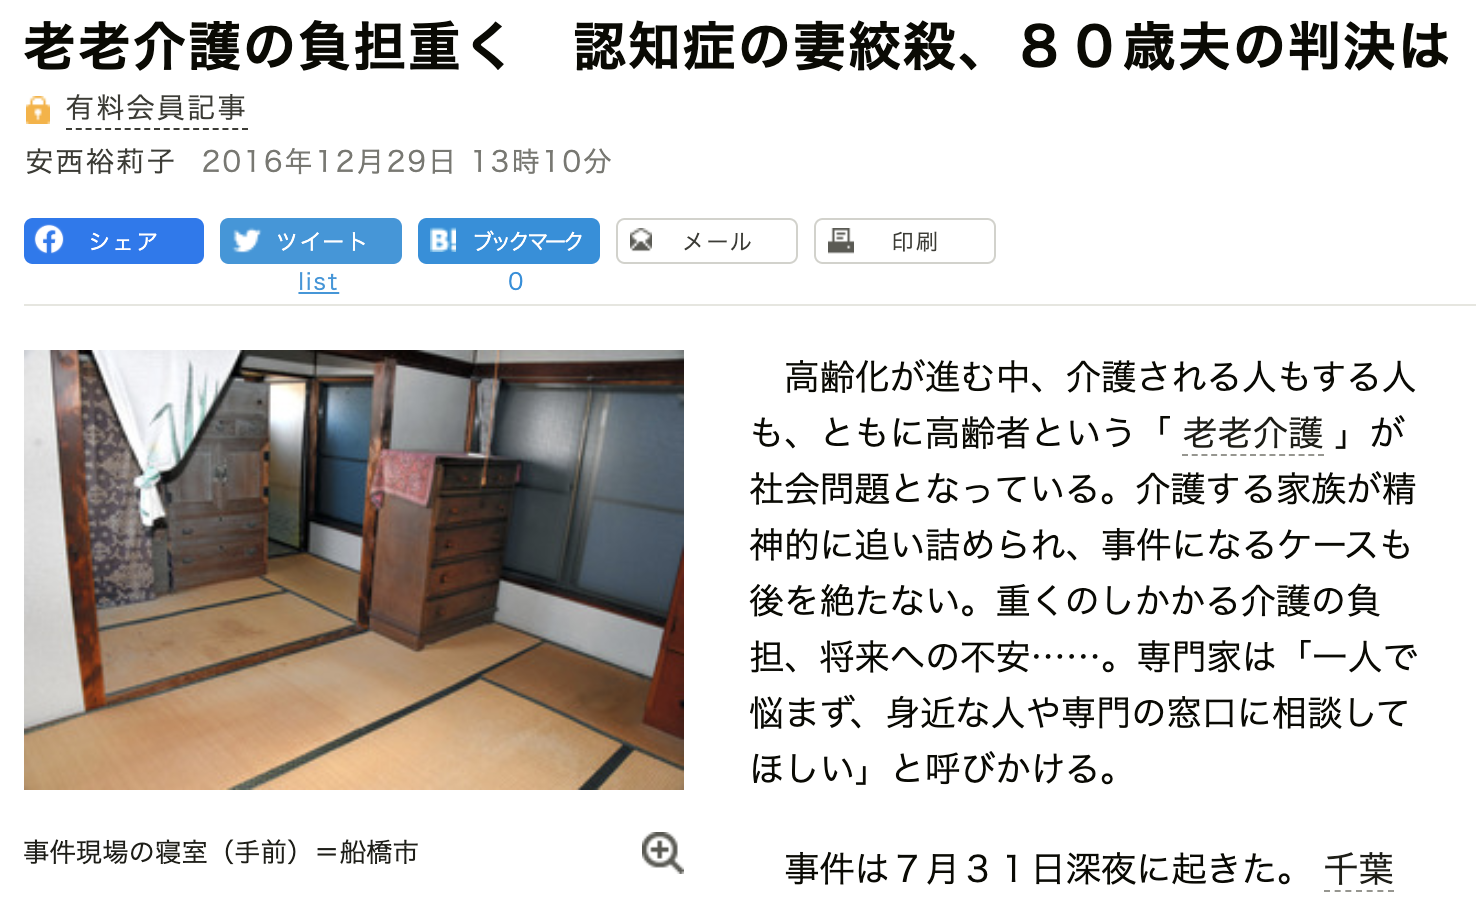 老老介護の負担重く　認知症の妻絞殺、８０歳夫の判決は
有料会員記事
安西裕莉子 2016年12月29日 13時10分
シェア
ツイート
B! ブックマーク
メール
印刷
list
0
高齢化が進む中、介護される人もする人
も、ともに高齢者という「 老老介護 」が
社会問題となっている。介護する家族が精
神的に追い詰められ、事件になるケースも
後を絶たない。重くのしかかる介護の負
担、将来への不安……。専門家は「一人で
悩まず、身近な人や専門の窓口に相談して
ほしい」と呼びかける。
事件は７月３１日深夜に起きた。 千葉
事件現場の寝室（手前）＝船橋市